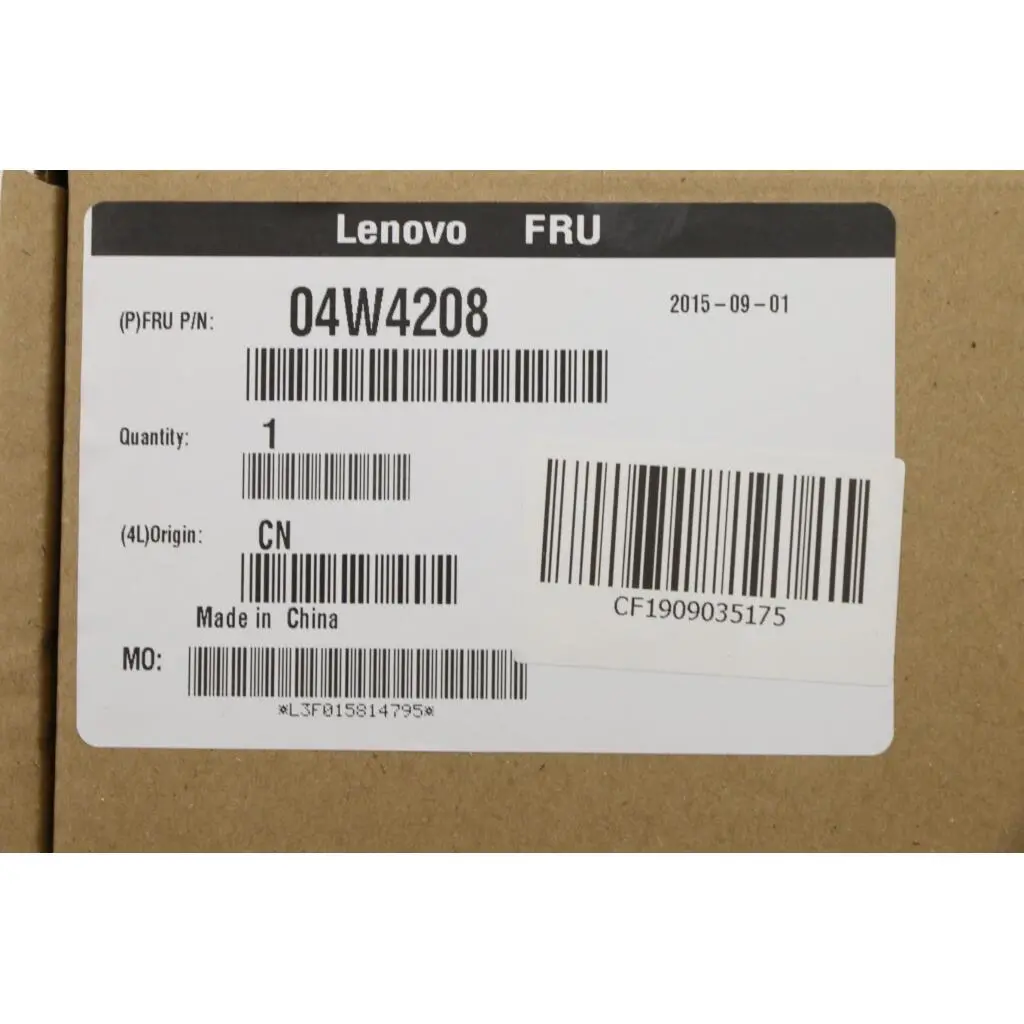 Lenovo FRU
(P)FRU P/N: 04W4208 2015-09-01
Quantity: 1
(4L)Origin: CN
Made in China
CF1909035175
MO:
*L3F015814795*